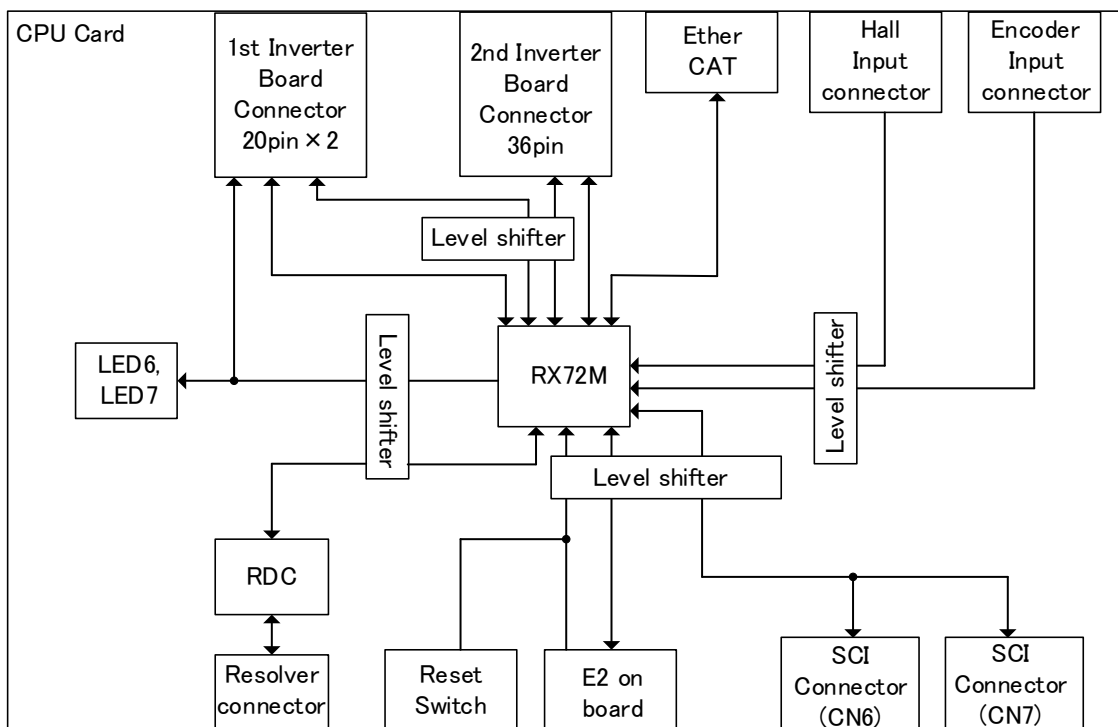 CPU Card
1st Inverter
Board
Connector
20pin × 2
2nd Inverter
Board
Connector
36pin
Ether
CAT
Hall
Input
connector
Encoder
Input
connector
Level shifter
LED6,
LED7
Level shifter
RX72M
Level shifter
Level shifter
RDC
Resolver
connector
Reset
Switch
E2 on
board
SCI
Connector
(CN6)
SCI
Connector
(CN7)